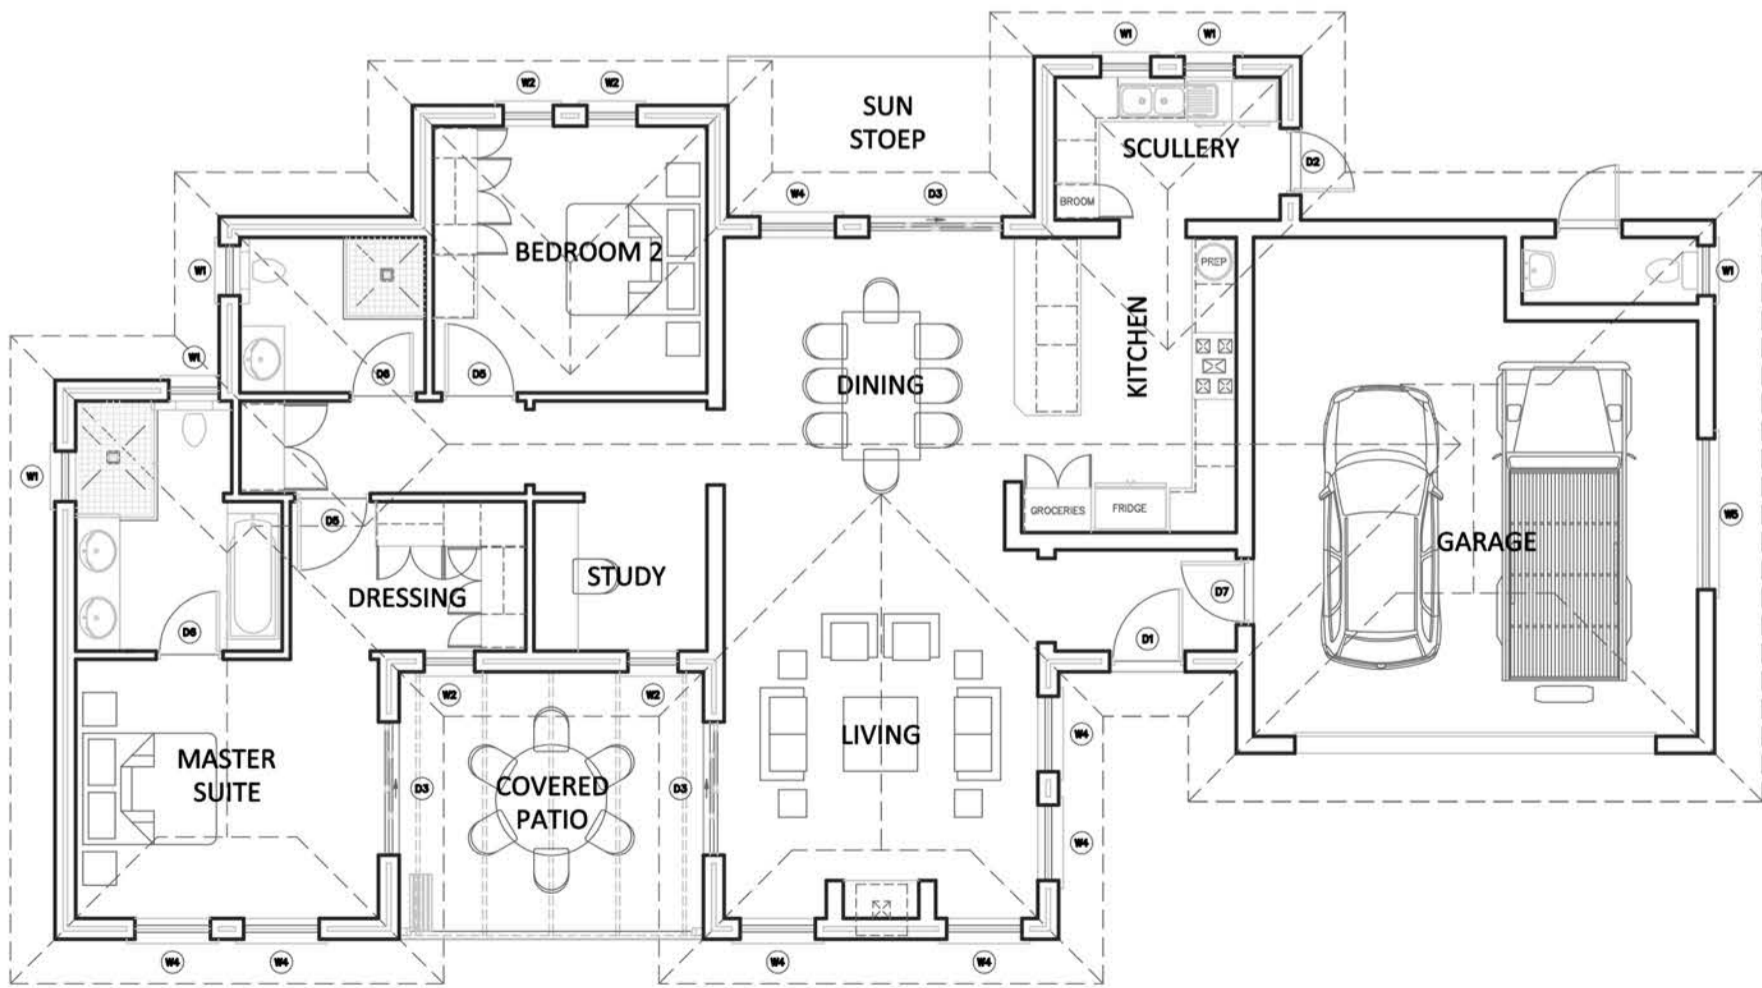 W1
W1
W2
W2
SUN
STOEP
SCULLERY
D2
W4
D3
BROOM
BEDROOM 2
W1
PREP
W1
KITCHEN
W1
D6
D5
DINING
W1
GROCERIES
FRIDGE
W5
D5
GARAGE
STUDY
DRESSING
D7
D6
D1
W2
W2
LIVING
W4
MASTER
SUITE
D3
COVERED
PATIO
D3
W4
W4
W4
W4
W4